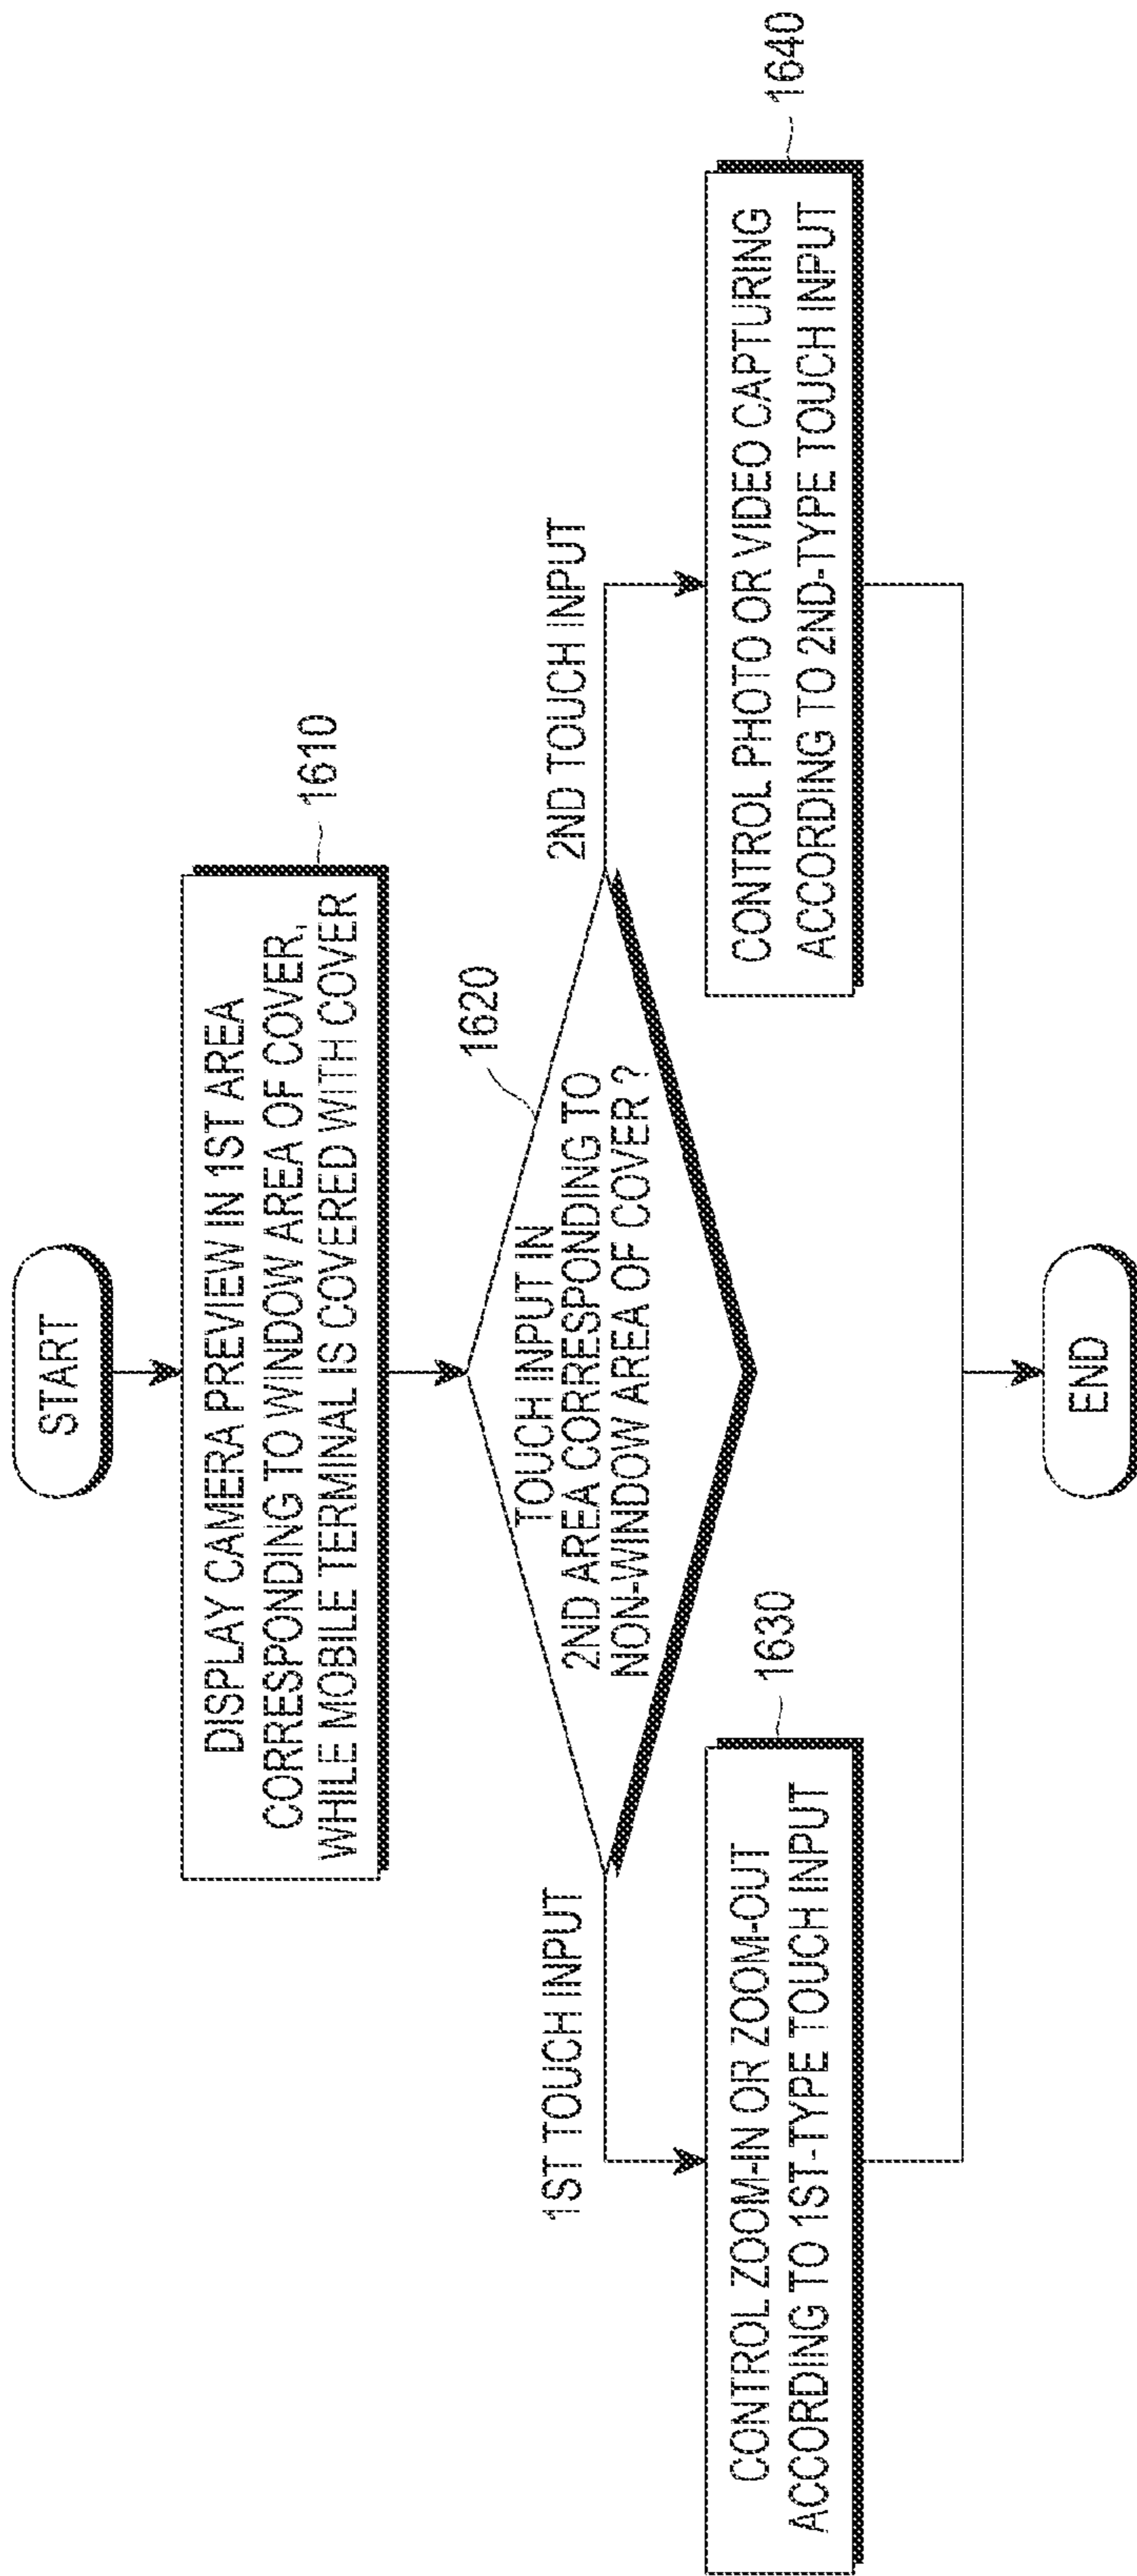 START
DISPLAY CAMERA PREVIEW IN 1ST AREA
CORRESPONDING TO WINDOW AREA OF COVER,
WHILE MOBILE TERMINAL IS COVERED WITH COVER
1610
1620
TOUCH INPUT IN
2ND AREA CORRESPONDING TO
NON-WINDOW AREA OF COVER ?
1ST TOUCH INPUT
2ND TOUCH INPUT
1630
CONTROL ZOOM-IN OR ZOOM-OUT
ACCORDING TO 1ST-TYPE TOUCH INPUT
1640
CONTROL PHOTO OR VIDEO CAPTURING
ACCORDING TO 2ND-TYPE TOUCH INPUT
END